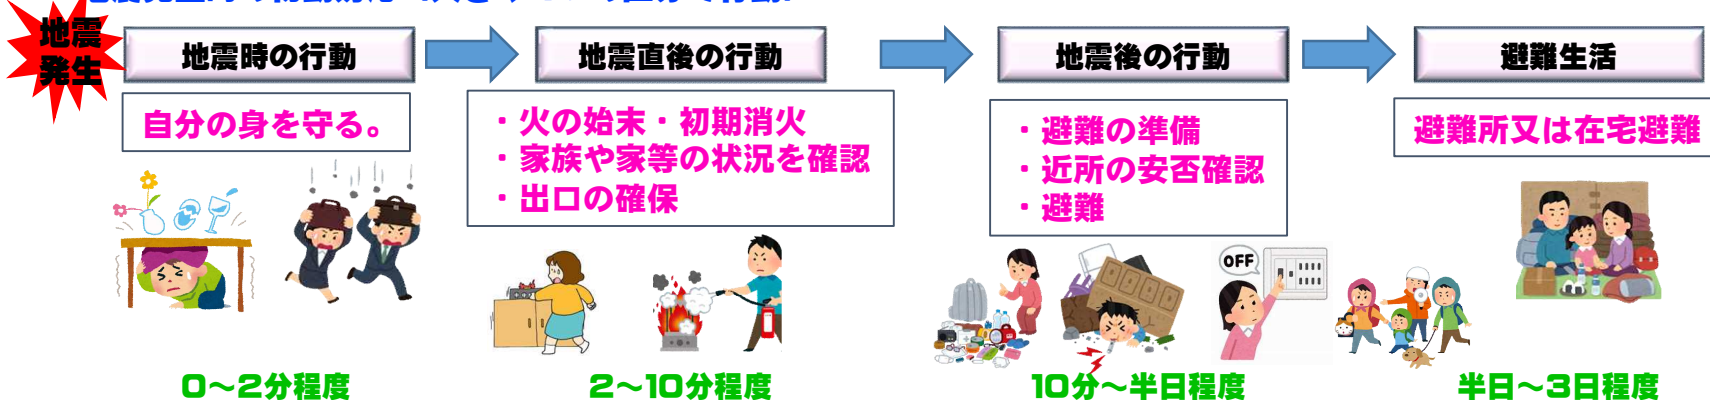 地震
発生
地震時の行動
地震直後の行動
地震後の行動
避難生活
自分の身を守る。
・火の始末・初期消火
・家族や家等の状況を確認
・出口の確保
・避難の準備
・近所の安否確認
・避難
避難所又は在宅避難
OFF
0～2分程度
2～10分程度
10分～半日程度
半日～3日程度